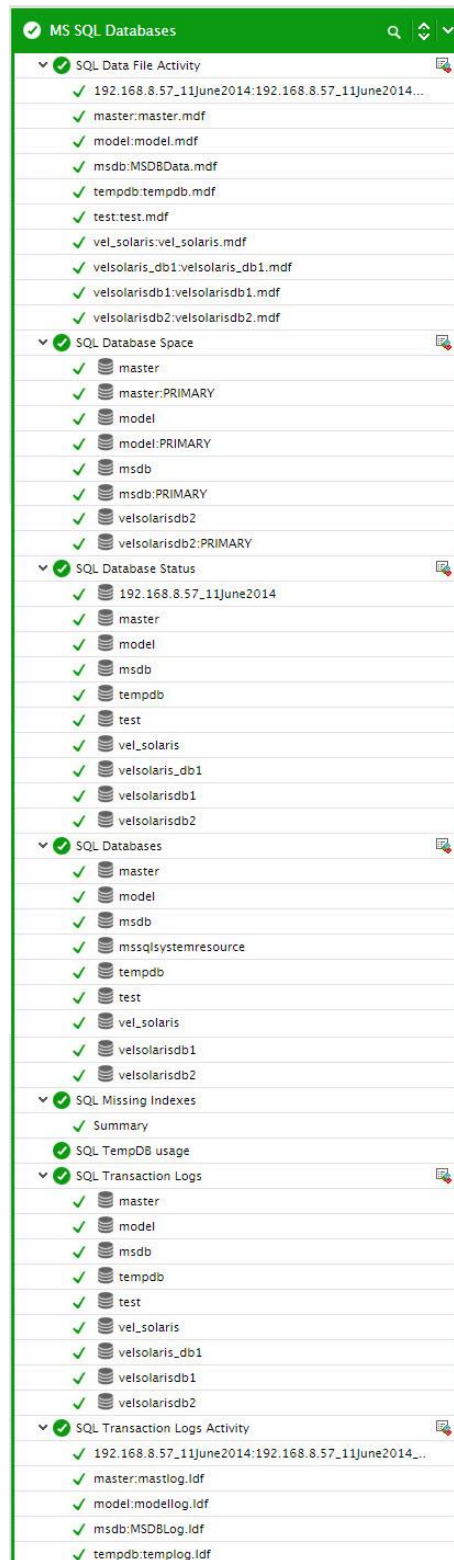 MS SQL Databases
SQL Data File Activity
192.168.8.57_11June2014:192.168.8.57_11June2014...
master:master.mdf
model:model.mdf
msdb:MSDBData.mdf
tempdb:tempdb.mdf
test:test.mdf
vel_solaris:vel_solaris.mdf
velsolaris_db1:velsolaris_db1.mdf
velsolarisdb1:velsolarisdb1.mdf
velsolarisdb2:velsolarisdb2.mdf
SQL Database Space
master
master:PRIMARY
model
model:PRIMARY
msdb
msdb:PRIMARY
velsolarisdb2
velsolarisdb2:PRIMARY
SQL Database Status
192.168.8.57_11June2014
master
model
msdb
tempdb
test
vel_solaris
velsolaris_db1
velsolarisdb1
velsolarisdb2
SQL Databases
master
model
msdb
mssqlsystemresource
tempdb
test
vel_solaris
velsolarisdb1
velsolarisdb2
SQL Missing Indexes
Summary
SQL TempDB usage
SQL Transaction Logs
master
model
msdb
tempdb
test
vel_solaris
velsolaris_db1
velsolarisdb1
velsolarisdb2
SQL Transaction Logs Activity
192.168.8.57_11June2014:192.168.8.57_11June2014_..
master:mastlog.ldf
model:modellog.ldf
msdb:MSDBLog.ldf
tempdb:templog.ldf